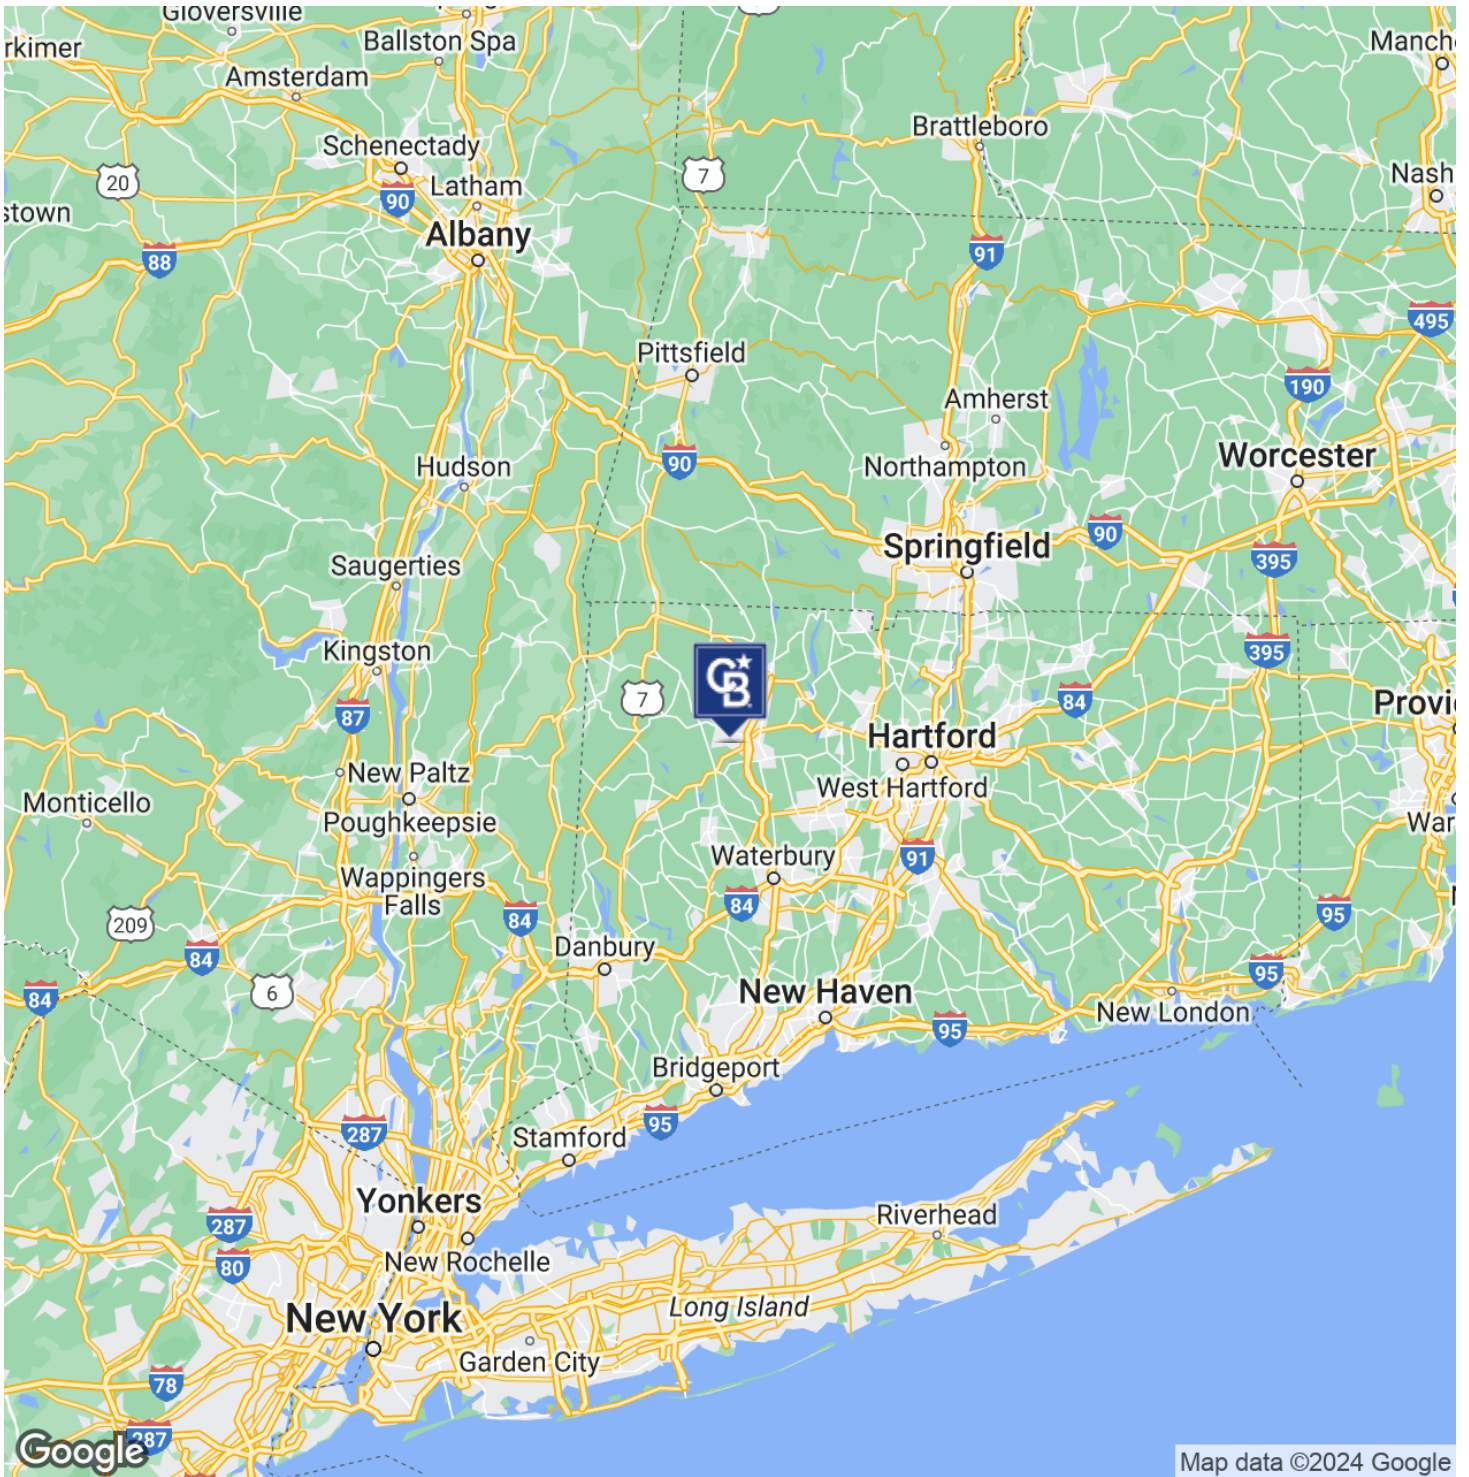 Gloversville
Ballston Spa
rkimer
Manch
Amsterdam
Brattleboro
Schenectady
20
7
Latham
90
Nash
stown
Albany
88
91
495
Pittsfield
190
Amherst
90
Hudson
Northampton
Worcester
Springfield
90
395
Saugerties
Kingston
395
CB
7
84
87
Provi
Hartford
New Paltz
West Hartford
Monticello
Poughkeepsie
War
Waterbury
91
Wappingers
Falls
84
209
84
95
84
Danbury
95
6
84
New Haven
New London
95
Bridgeport
287
95
Stamford
Yonkers
287
Riverhead
80
New Rochelle
New York
Long Island
Garden City
78
287
Google
Map data ©2024 Google